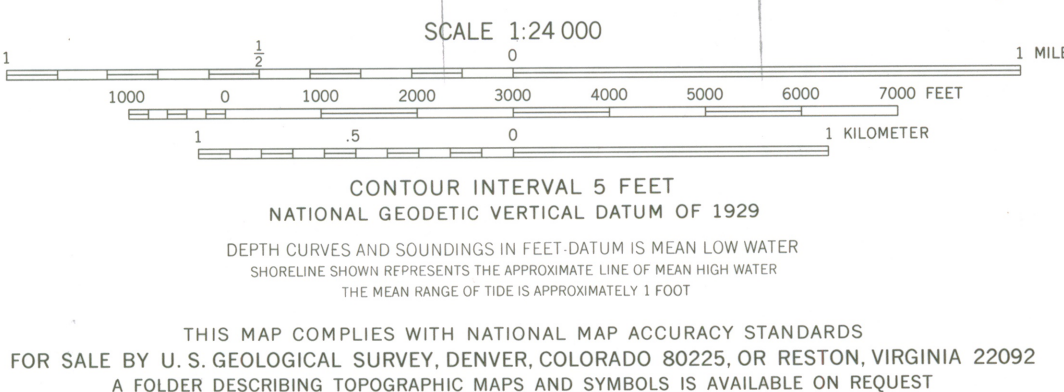 SCALE 1:24 000
1 1/2 0 1 MILE
1000 0 1000 2000 3000 4000 5000 6000 7000 FEET
1 .5 0 1 KILOMETER
CONTOUR INTERVAL 5 FEET
NATIONAL GEODETIC VERTICAL DATUM OF 1929
DEPTH CURVES AND SOUNDINGS IN FEET-DATUM IS MEAN LOW WATER
SHORELINE SHOWN REPRESENTS THE APPROXIMATE LINE OF MEAN HIGH WATER
THE MEAN RANGE OF TIDE IS APPROXIMATELY 1 FOOT
THIS MAP COMPLIES WITH NATIONAL MAP ACCURACY STANDARDS
FOR SALE BY U. S. GEOLOGICAL SURVEY, DENVER, COLORADO 80225, OR RESTON, VIRGINIA 22092
A FOLDER DESCRIBING TOPOGRAPHIC MAPS AND SYMBOLS IS AVAILABLE ON REQUEST